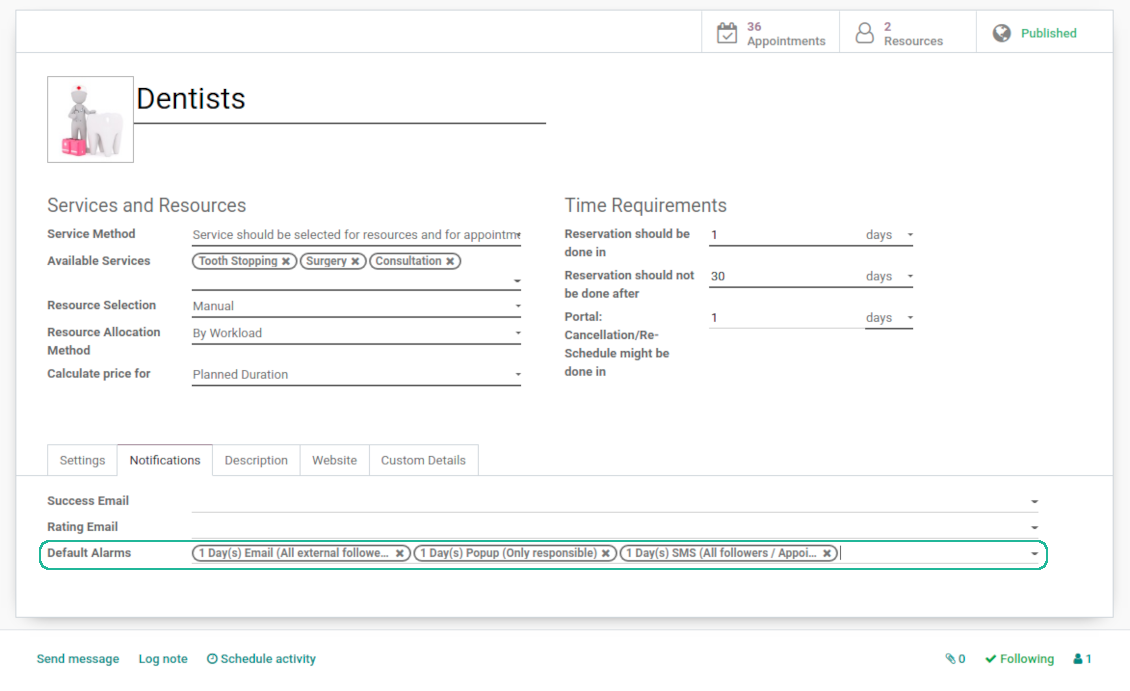 36
Appointments
2
Resources
Published
Dentists
Services and Resources
Service Method
Service should be selected for resources and for appointme
Available Services
Tooth Stopping
Surgery
Consultation
Resource Selection
Manual
Resource Allocation
Method
By Workload
Calculate price for
Planned Duration
Time Requirements
Reservation should be
done in
1
days
Reservation should not
be done after
30
days
Portal:
Cancellation/Re-
Schedule might be
done in
1
days
Settings
Notifications
Description
Website
Custom Details
Success Email
Rating Email
Default Alarms
1 Day(s) Email (All external followe...
1 Day(s) Popup (Only responsible)
1 Day(s) SMS (All followers / Appoi...
Send message
Log note
Schedule activity
0
Following
1